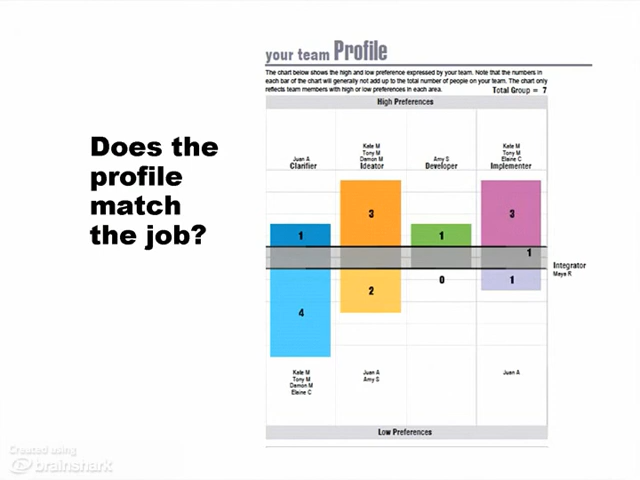 your team Profile
The chart below shows the high and low preference expressed by your team. Note that the numbers in
each bar of the chart will generally not add up to the total number of people on your team. The chart only
reflects team members with high or low preferences in each area.
Total Group = 7
High Preferences
Does the
profile
match
the job?
Juan A
Clarifier
Kate M
Tony M
Damon M
Ideator
Amy S
Developer
Kate M
Tony M
Elaine C
Implementer
1
3
1
3
1
Integrator
Maya R
4
2
0
1
Kate M
Tony M
Damon M
Elaine C
Juan A
Amy S
Juan A
Low Preferences
Created using
brainshark